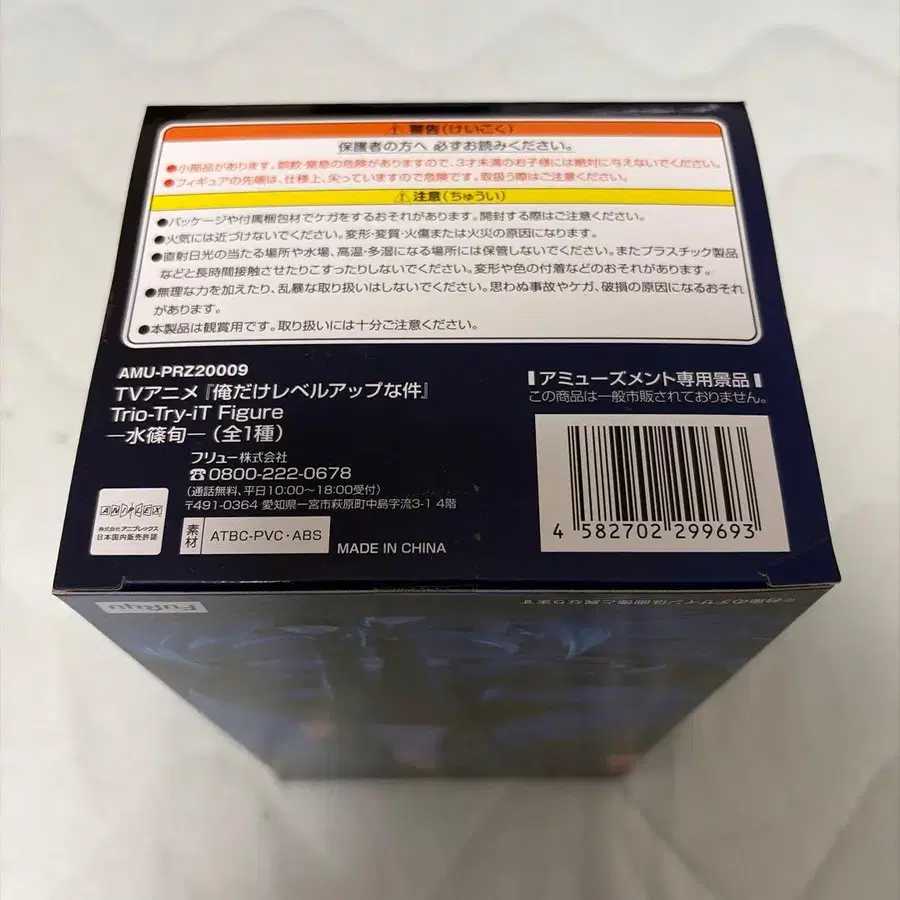 ⚠ 警告(けいこく)
保護者の方へ 必ずお読みください。
●小部品があります。誤飲・窒息の危険がありますので、3才未満のお子様には絶対に与えないでください。
●フィギュアの先端は、仕様上、尖っていますので危険です。取扱う際はご注意ください。
⚠ 注意(ちゅうい)
●パッケージや付属梱包材でケガをするおそれがあります。開封する際はご注意ください。
●火気には近づけないでください。変形・変質・火傷または火災の原因になります。
●直射日光の当たる場所や水場、高温・多湿になる場所には保管しないでください。またプラスチック製品
などと長時間接触させたりこすったりしないでください。変形や色の付着などのおそれがあります。
●無理な力を加えたり、乱暴な取り扱いはしないでください。思わぬ事故やケガ、破損の原因になるおそれ
があります。
●本製品は観賞用です。取り扱いには十分ご注意ください。
AMU-PRZ20009
TVアニメ『俺だけレベルアップな件』
Trio-Try-iT Figure
―水篠旬―(全1種)
フリュー株式会社
☎0800-222-0678
(通話無料、平日10:00~18:00受付)
〒491-0364 愛知県一宮市萩原町中島字流3-1 4階
ANIPLEX
株式会社アニプレックス
日本国内販売許諾
素材
ATBC-PVC・ABS
MADE IN CHINA
アミューズメント専用景品
この商品は一般市販されておりません。
4 582702 299693
FuRyu
※台座のデザインは画像と異なります